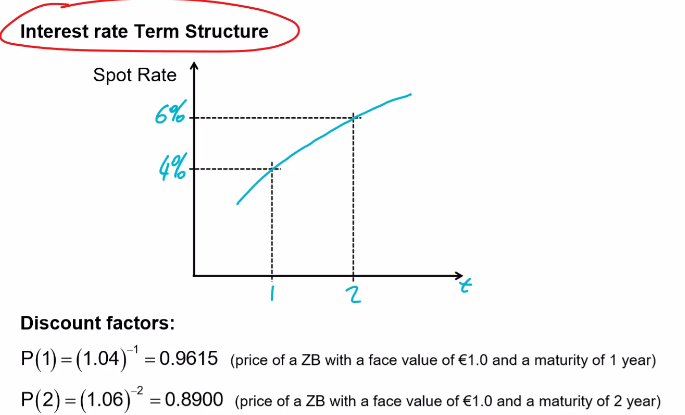 Interest rate Term Structure
Spot Rate
6%
4%
1 2 t
Discount factors:
P(1) = (1.04)⁻¹ = 0.9615 (price of a ZB with a face value of €1.0 and a maturity of 1 year)
P(2) = (1.06)⁻² = 0.8900 (price of a ZB with a face value of €1.0 and a maturity of 2 year)